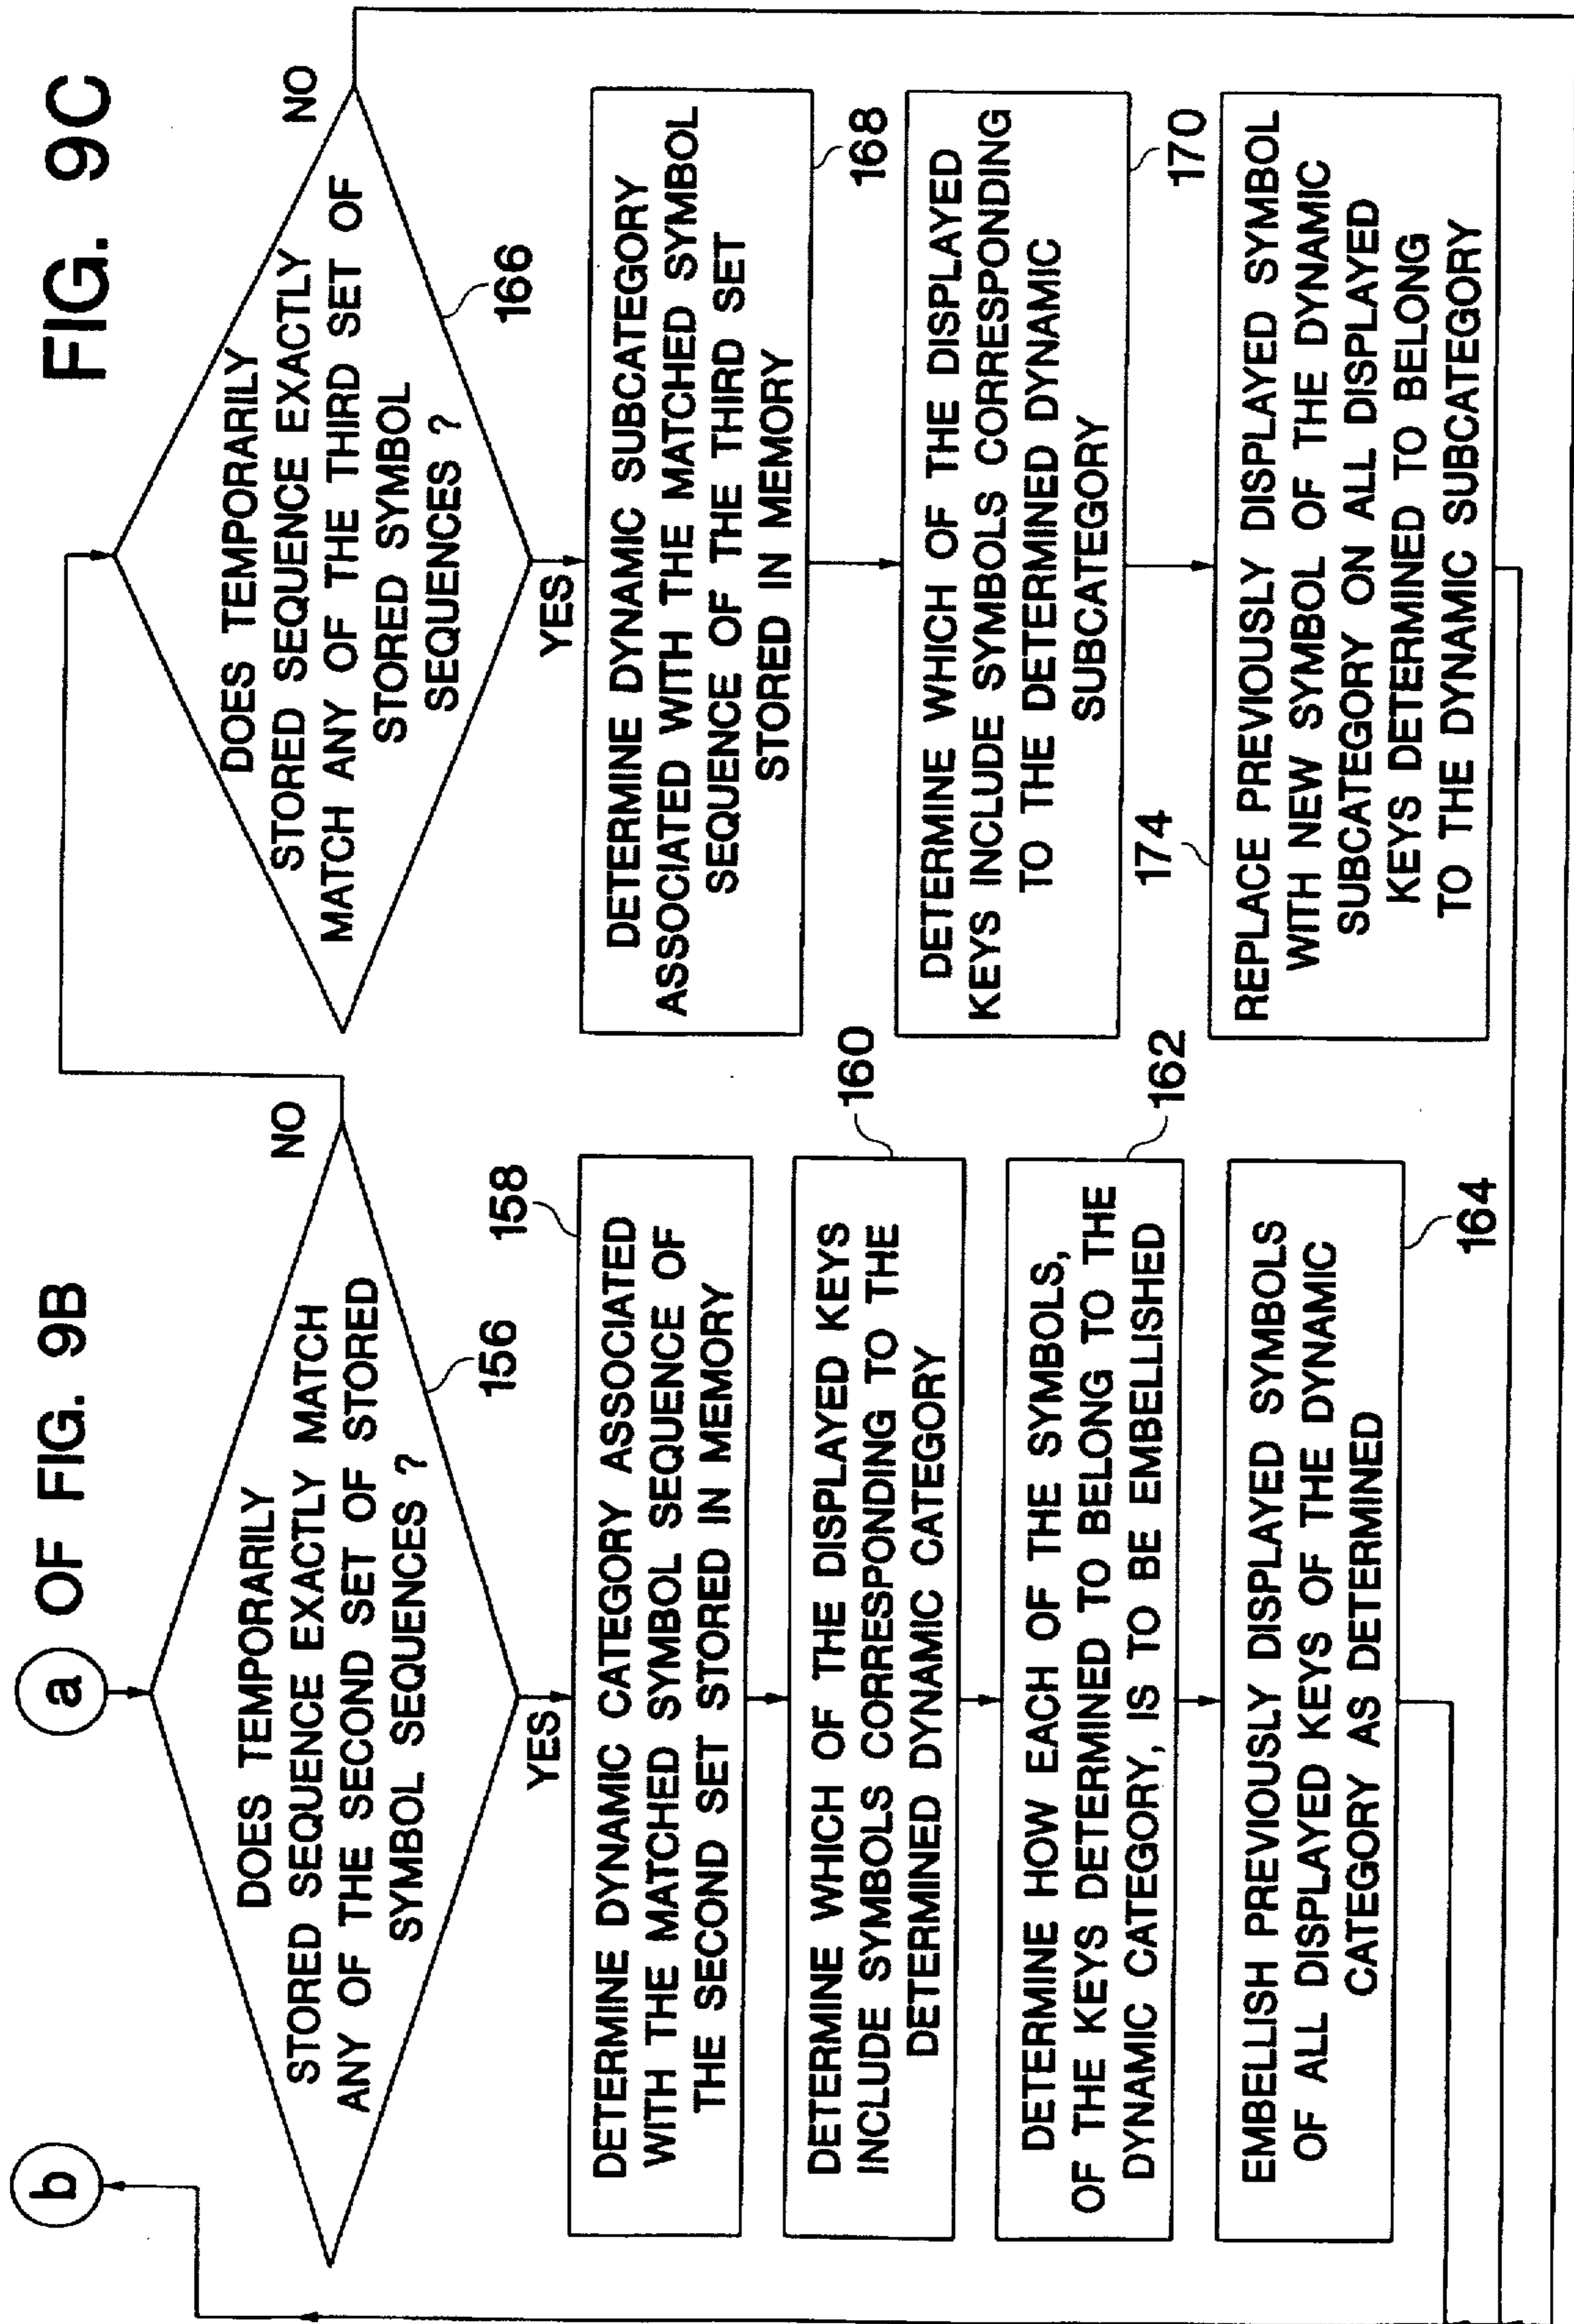 FIG. 9C
a OF FIG. 9B
b
DOES TEMPORARILY
STORED SEQUENCE EXACTLY MATCH
ANY OF THE SECOND SET OF STORED
SYMBOL SEQUENCES ?
156
NO
YES
158
DETERMINE DYNAMIC CATEGORY ASSOCIATED
WITH THE MATCHED SYMBOL SEQUENCE OF
THE SECOND SET STORED IN MEMORY
160
DETERMINE WHICH OF THE DISPLAYED KEYS
INCLUDE SYMBOLS CORRESPONDING TO THE
DETERMINED DYNAMIC CATEGORY
162
DETERMINE HOW EACH OF THE SYMBOLS,
OF THE KEYS DETERMINED TO BELONG TO THE
DYNAMIC CATEGORY, IS TO BE EMBELLISHED
EMBELLISH PREVIOUSLY DISPLAYED SYMBOLS
OF ALL DISPLAYED KEYS OF THE DYNAMIC
CATEGORY AS DETERMINED
164
DOES TEMPORARILY
STORED SEQUENCE EXACTLY
MATCH ANY OF THE THIRD SET OF
STORED SYMBOL
SEQUENCES ?
166
NO
YES
DETERMINE DYNAMIC SUBCATEGORY
ASSOCIATED WITH THE MATCHED SYMBOL
SEQUENCE OF THE THIRD SET
STORED IN MEMORY
168
DETERMINE WHICH OF THE DISPLAYED
KEYS INCLUDE SYMBOLS CORRESPONDING
TO THE DETERMINED DYNAMIC
SUBCATEGORY
170
174
REPLACE PREVIOUSLY DISPLAYED SYMBOL
WITH NEW SYMBOL OF THE DYNAMIC
SUBCATEGORY ON ALL DISPLAYED
KEYS DETERMINED TO BELONG
TO THE DYNAMIC SUBCATEGORY